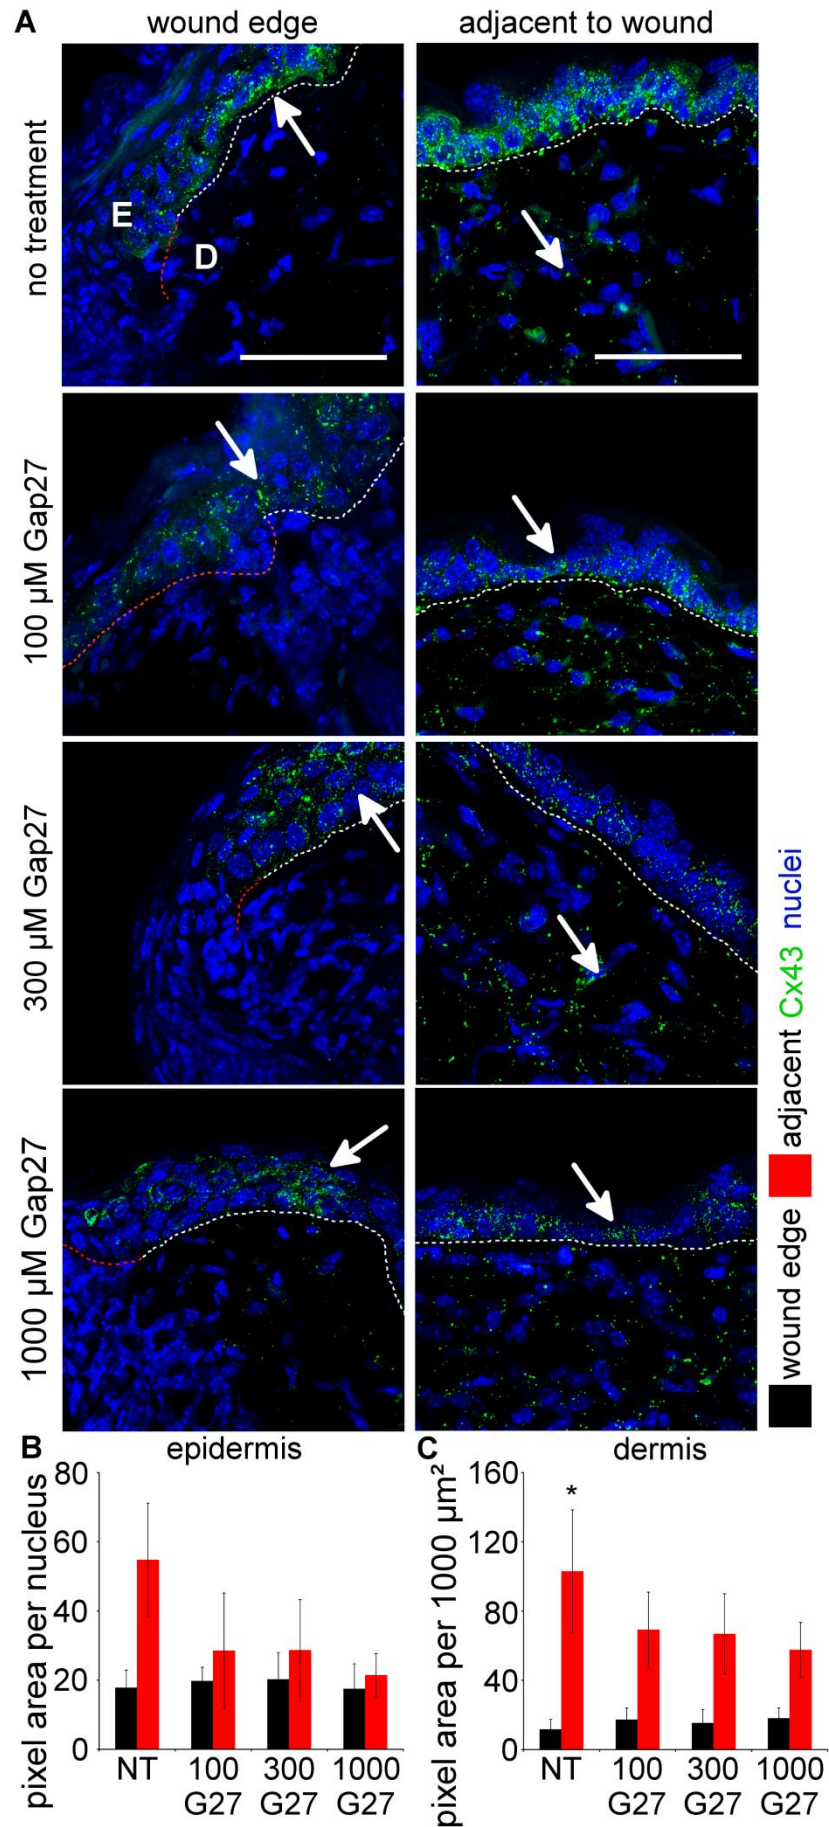 A
wound edge
adjacent to wound
no treatment
E
D
100 µM Gap27
300 µM Gap27
1000 µM Gap27
wound edge adjacent Cx43 nuclei
B epidermis
pixel area per nucleus
80
60
40
20
0
NT 100 300 1000
G27 G27 G27
C dermis
pixel area per 1000 µm²
160
120
80
40
0
*
NT 100 300 1000
G27 G27 G27